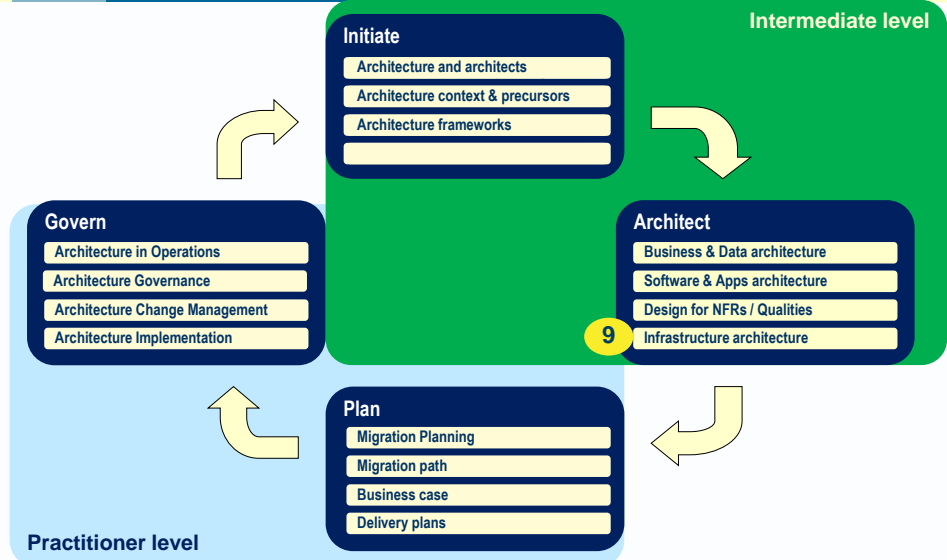 Intermediate level
Initiate
Architecture and architects
Architecture context & precursors
Architecture frameworks
Govern
Architecture in Operations
Architecture Governance
Architecture Change Management
Architecture Implementation
Architect
Business & Data architecture
Software & Apps architecture
Design for NFRs / Qualities
9
Infrastructure architecture
Plan
Migration Planning
Migration path
Business case
Delivery plans
Practitioner level